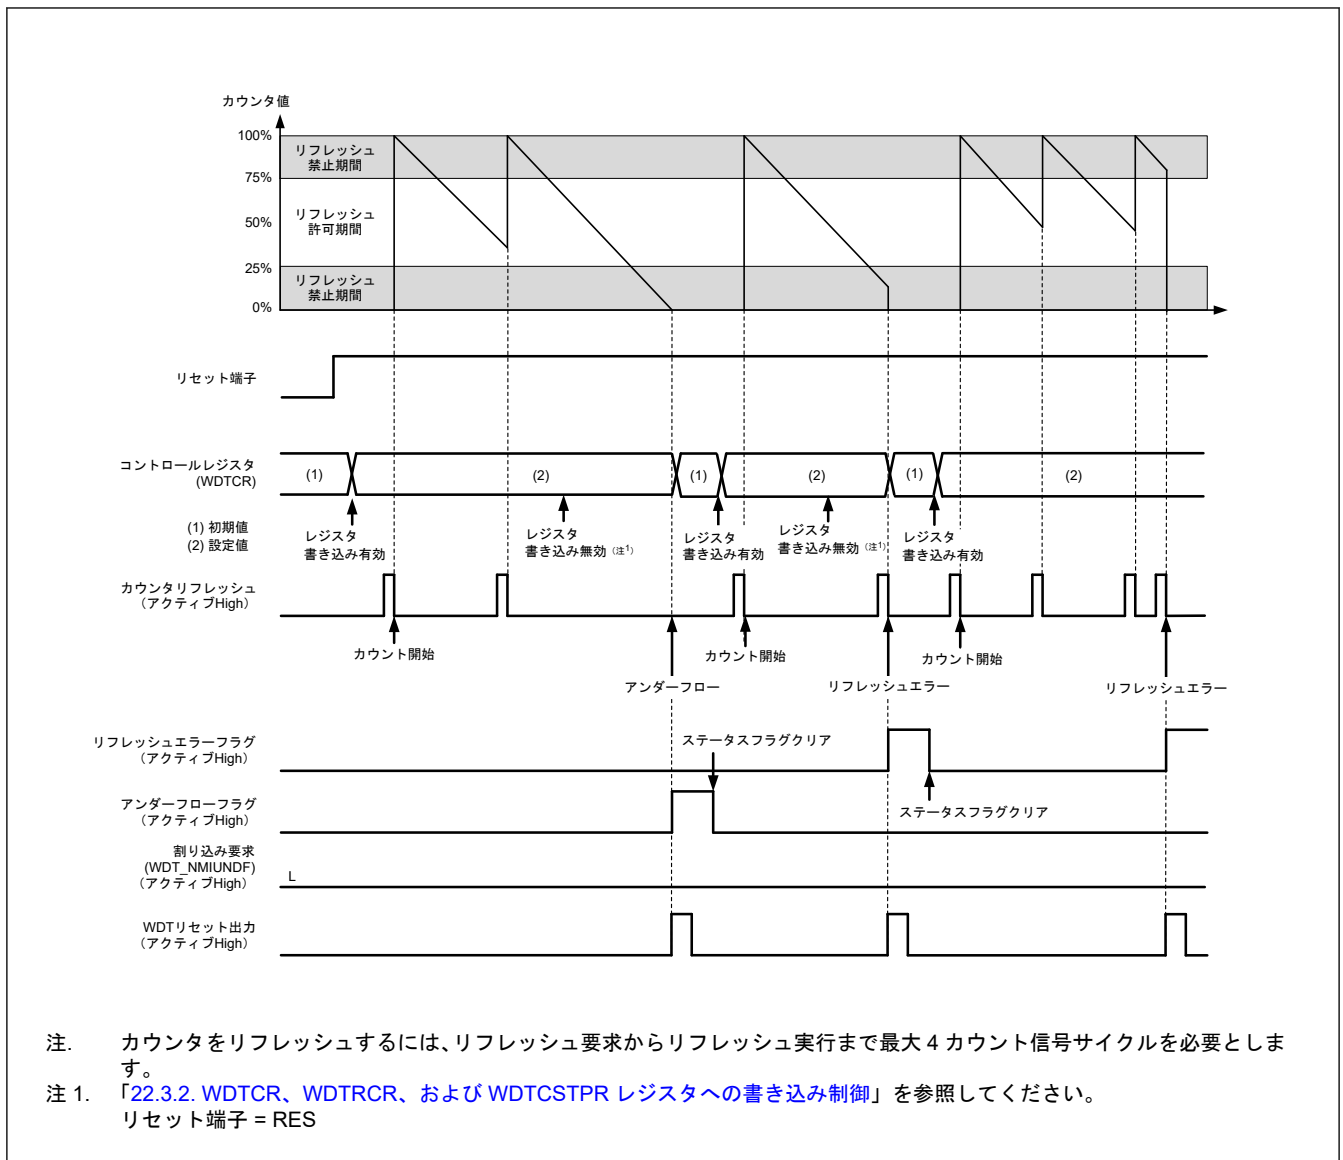 カウンタ値
100%
リフレッシュ
禁止期間
75%
リフレッシュ
許可期間
50%
25%
リフレッシュ
禁止期間
0%
リセット端子
コントロールレジスタ
(WDTCR)
(1)
(2)
(1)
(2)
(1)
(2)
(1) 初期値
(2) 設定値
レジスタ
書き込み有効
レジスタ
書き込み無効（注1）
レジスタ
書き込み有効
レジスタ
書き込み無効（注1）
レジスタ
書き込み有効
カウンタリフレッシュ
（アクティブHigh）
カウント開始
カウント開始
カウント開始
アンダーフロー
リフレッシュエラー
リフレッシュエラー
リフレッシュエラーフラグ
（アクティブHigh）
ステータスフラグクリア
アンダーフローフラグ
（アクティブHigh）
ステータスフラグクリア
割り込み要求
(WDT_NMIUNDF)
（アクティブHigh）
L
WDTリセット出力
（アクティブHigh）
注. カウンタをリフレッシュするには、リフレッシュ要求からリフレッシュ実行まで最大 4 カウント信号サイクルを必要としま
す。
注 1. 「22.3.2. WDTCR、WDTRCR、および WDTCSTPR レジスタへの書き込み制御」を参照してください。
リセット端子 = RES